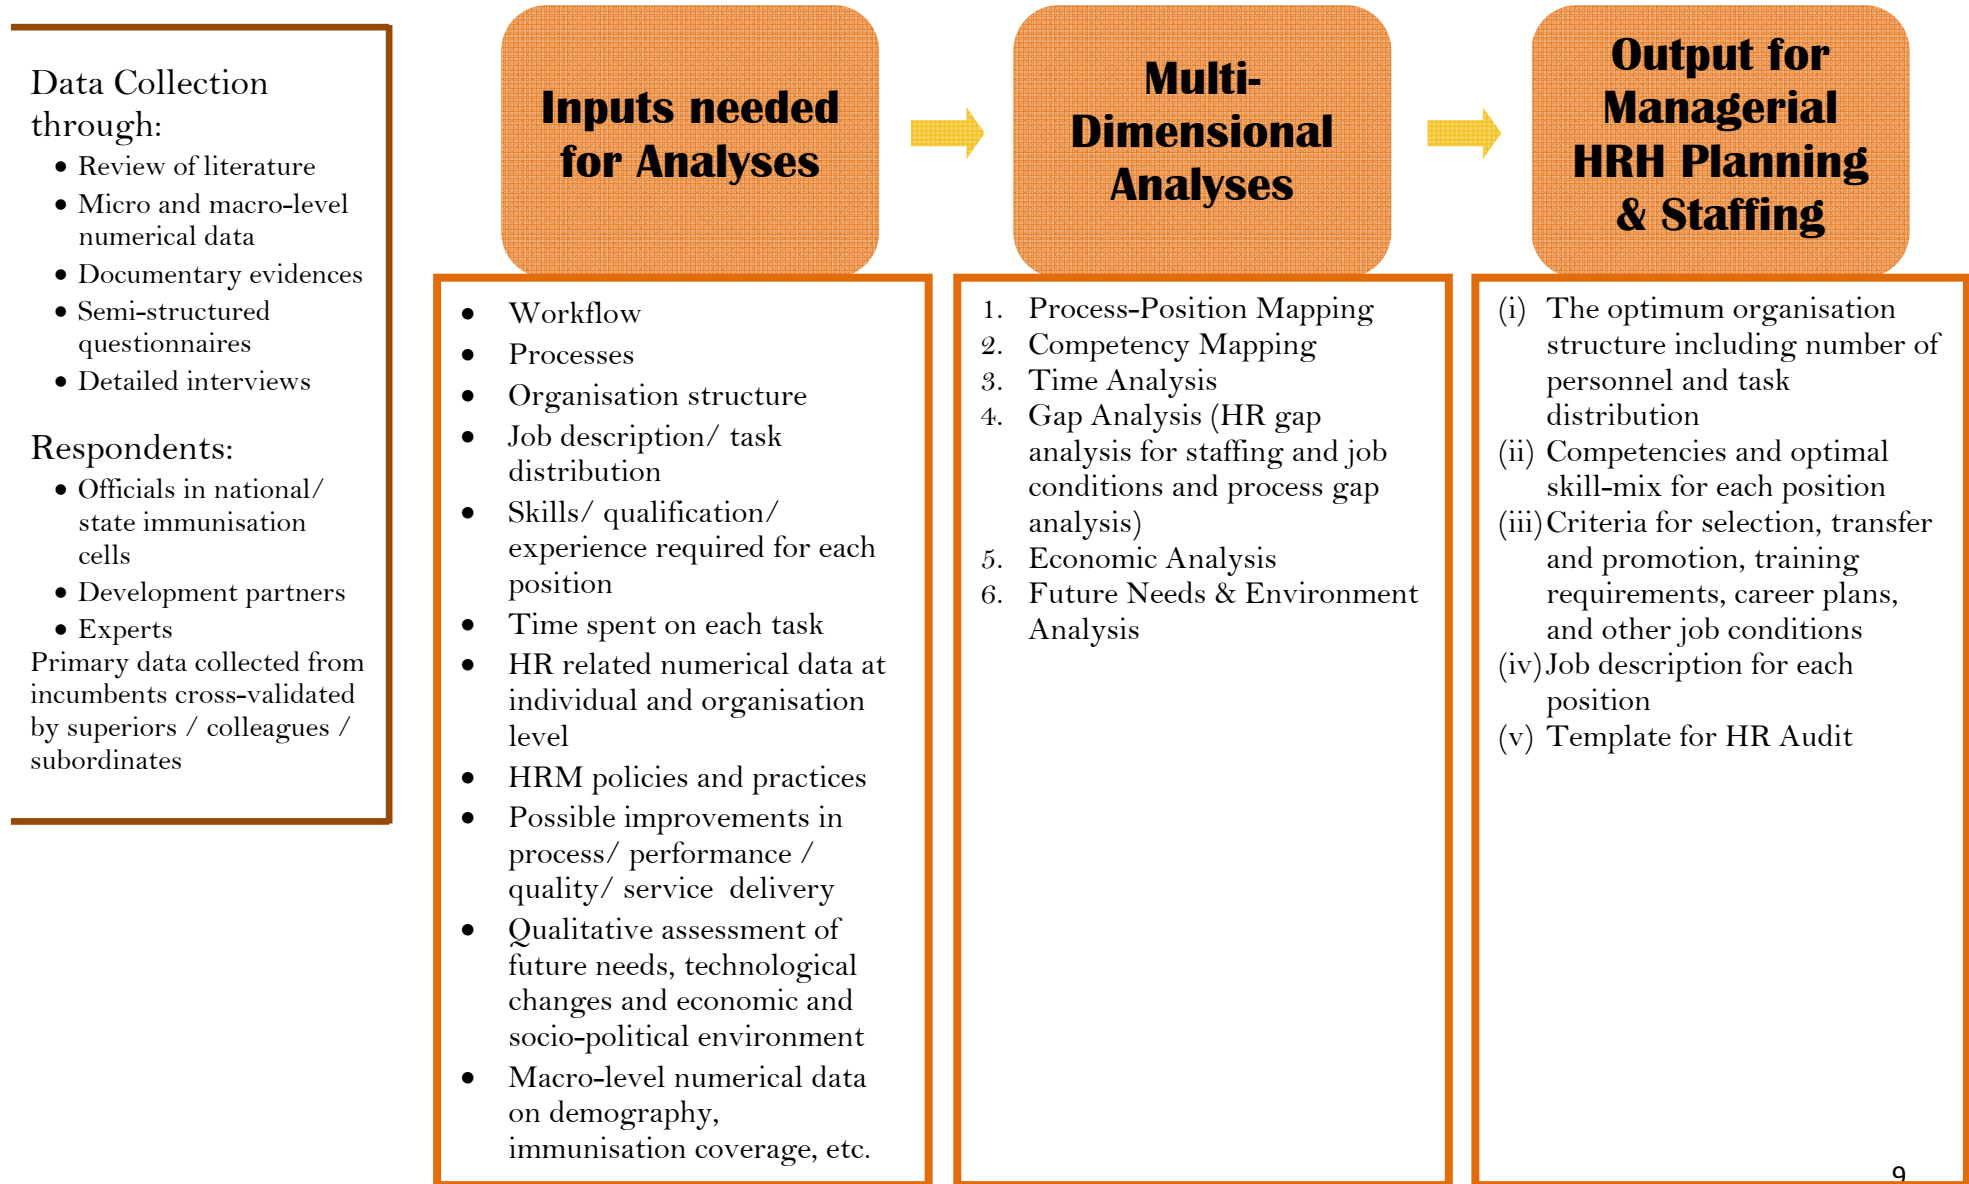 Data Collection
through:
• Review of literature
• Micro and macro-level
numerical data
• Documentary evidences
• Semi-structured
questionnaires
• Detailed interviews
Respondents:
• Officials in national/
state immunisation
cells
• Development partners
• Experts
Primary data collected from
incumbents cross-validated
by superiors / colleagues /
subordinates
Inputs needed
for Analyses
• Workflow
• Processes
• Organisation structure
• Job description/ task
distribution
• Skills/ qualification/
experience required for each
position
• Time spent on each task
• HR related numerical data at
individual and organisation
level
• HRM policies and practices
• Possible improvements in
process/ performance /
quality/ service delivery
• Qualitative assessment of
future needs, technological
changes and economic and
socio-political environment
• Macro-level numerical data
on demography,
immunisation coverage, etc.
Multi-
Dimensional
Analyses
1. Process-Position Mapping
2. Competency Mapping
3. Time Analysis
4. Gap Analysis (HR gap
analysis for staffing and job
conditions and process gap
analysis)
5. Economic Analysis
6. Future Needs & Environment
Analysis
Output for
Managerial
HRH Planning
& Staffing
(i) The optimum organisation
structure including number of
personnel and task
distribution
(ii) Competencies and optimal
skill-mix for each position
(iii) Criteria for selection, transfer
and promotion, training
requirements, career plans,
and other job conditions
(iv) Job description for each
position
(v) Template for HR Audit
9